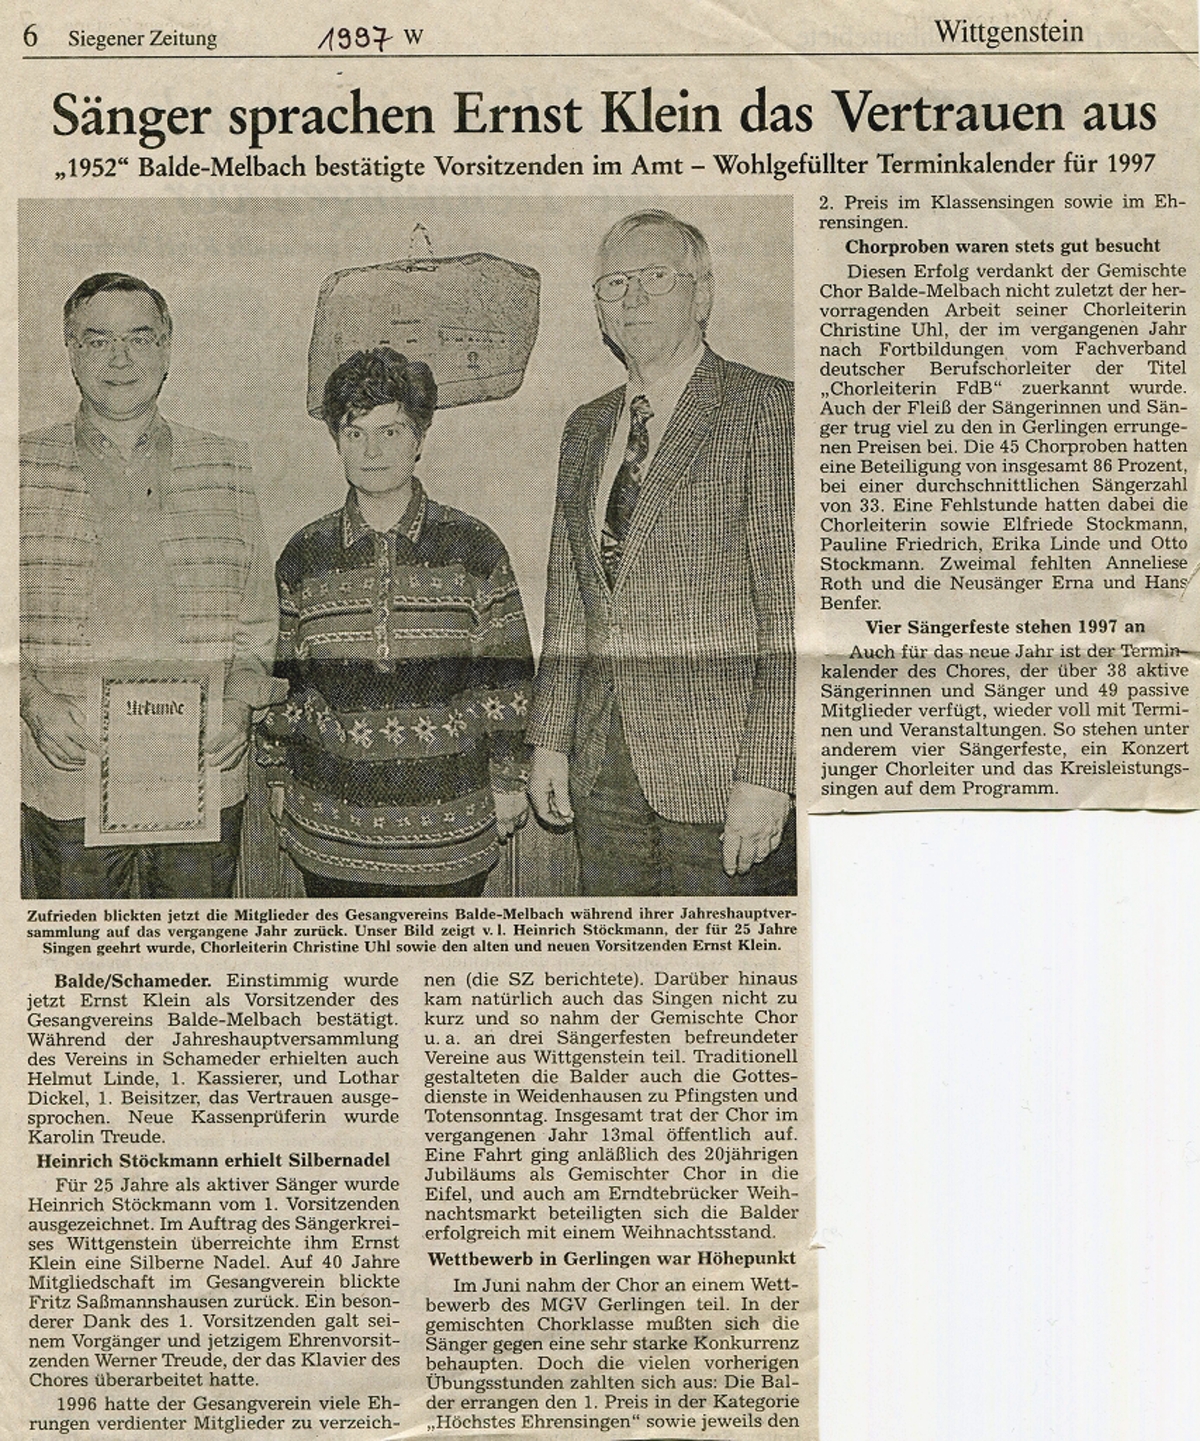 6 Siegener Zeitung 1997 W Wittgenstein
Sänger sprachen Ernst Klein das Vertrauen aus
„1952“ Balde-Melbach bestätigte Vorsitzenden im Amt – Wohlgefüllter Terminkalender für 1997
Urkunde
Zufrieden blickten jetzt die Mitglieder des Gesangvereins Balde-Melbach während ihrer Jahreshauptver-
sammlung auf das vergangene Jahr zurück. Unser Bild zeigt v. l. Heinrich Stöckmann, der für 25 Jahre
Singen geehrt wurde, Chorleiterin Christine Uhl sowie den alten und neuen Vorsitzenden Ernst Klein.
Balde/Schameder. Einstimmig wurde
jetzt Ernst Klein als Vorsitzender des
Gesangvereins Balde-Melbach bestätigt.
Während der Jahreshauptversammlung
des Vereins in Schameder erhielten auch
Helmut Linde, 1. Kassierer, und Lothar
Dickel, 1. Beisitzer, das Vertrauen ausge-
sprochen. Neue Kassenprüferin wurde
Karolin Treude.
Heinrich Stöckmann erhielt Silbernadel
Für 25 Jahre als aktiver Sänger wurde
Heinrich Stöckmann vom 1. Vorsitzenden
ausgezeichnet. Im Auftrag des Sängerkrei-
ses Wittgenstein überreichte ihm Ernst
Klein eine Silberne Nadel. Auf 40 Jahre
Mitgliedschaft im Gesangverein blickte
Fritz Saßmannshausen zurück. Ein beson-
derer Dank des 1. Vorsitzenden galt sei-
nem Vorgänger und jetzigem Ehrenvorsit-
zenden Werner Treude, der das Klavier des
Chores überarbeitet hatte.
1996 hatte der Gesangverein viele Eh-
rungen verdienter Mitglieder zu verzeich-
nen (die SZ berichtete). Darüber hinaus
kam natürlich auch das Singen nicht zu
kurz und so nahm der Gemischte Chor
u. a. an drei Sängerfesten befreundeter
Vereine aus Wittgenstein teil. Traditionell
gestalteten die Balder auch die Gottes-
dienste in Weidenhausen zu Pfingsten und
Totensonntag. Insgesamt trat der Chor im
vergangenen Jahr 13mal öffentlich auf.
Eine Fahrt ging anläßlich des 20jährigen
Jubiläums als Gemischter Chor in die
Eifel, und auch am Erndtebrücker Weih-
nachtsmarkt beteiligten sich die Balder
erfolgreich mit einem Weihnachtsstand.
Wettbewerb in Gerlingen war Höhepunkt
Im Juni nahm der Chor an einem Wett-
bewerb des MGV Gerlingen teil. In der
gemischten Chorklasse mußten sich die
Sänger gegen eine sehr starke Konkurrenz
behaupten. Doch die vielen vorherigen
Übungsstunden zahlten sich aus: Die Bal-
der errangen den 1. Preis in der Kategorie
„Höchstes Ehrensingen“ sowie jeweils den
2. Preis im Klassensingen sowie im Eh-
rensingen.
Chorproben waren stets gut besucht
Diesen Erfolg verdankt der Gemischte
Chor Balde-Melbach nicht zuletzt der her-
vorragenden Arbeit seiner Chorleiterin
Christine Uhl, der im vergangenen Jahr
nach Fortbildungen vom Fachverband
deutscher Berufschorleiter der Titel
„Chorleiterin FdB“ zuerkannt wurde.
Auch der Fleiß der Sängerinnen und Sän-
ger trug viel zu den in Gerlingen errunge-
nen Preisen bei. Die 45 Chorproben hatten
eine Beteiligung von insgesamt 86 Prozent,
bei einer durchschnittlichen Sängerzahl
von 33. Eine Fehlstunde hatten dabei die
Chorleiterin sowie Elfriede Stockmann,
Pauline Friedrich, Erika Linde und Otto
Stockmann. Zweimal fehlten Anneliese
Roth und die Neusänger Erna und Hans
Benfer.
Vier Sängerfeste stehen 1997 an
Auch für das neue Jahr ist der Termin-
kalender des Chores, der über 38 aktive
Sängerinnen und Sänger und 49 passive
Mitglieder verfügt, wieder voll mit Termi-
nen und Veranstaltungen. So stehen unter
anderem vier Sängerfeste, ein Konzert
junger Chorleiter und das Kreisleistungs-
singen auf dem Programm.